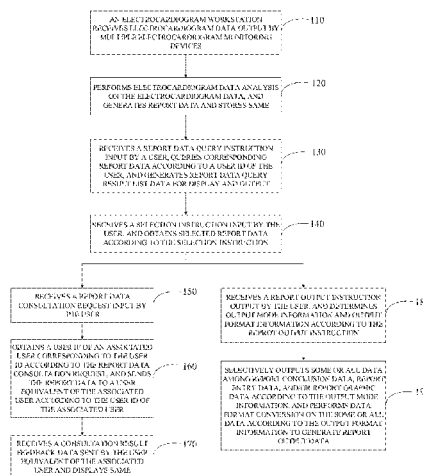 AN ELECTROCARDIOGRAM WORKSTATION
RECEIVES ELECTROCARDIOGRAM DATA OUTPUT BY
MULTIPLE ELECTROCARDIOGRAM MONITORING
DEVICES
110
PERFORMS ELECTROCARDIOGRAM DATA ANALYSIS
ON THE ELECTROCARDIOGRAM DATA, AND
GENERATES REPORT DATA AND STORES SAME
120
RECEIVES A REPORT DATA QUERY INSTRUCTION
INPUT BY A USER, QUERIES CORRESPONDING
REPORT DATA ACCORDING TO A USER ID OF THE
USER, AND GENERATES REPORT DATA QUERY
RESULT LIST DATA FOR DISPLAY AND OUTPUT
130
RECEIVES A SELECTION INSTRUCTION INPUT BY THE
USER, AND OBTAINS SELECTED REPORT DATA
ACCORDING TO THE SELECTION INSTRUCTION
140
RECEIVES A REPORT DATA
CONSULTATION REQUEST INPUT BY
THE USER
150
OBTAINS A USER ID OF AN ASSOCIATED
USER CORRESPONDING TO THE USER
ID ACCORDING TO THE REPORT DATA
CONSULTATION REQUEST, AND SENDS
THE REPORT DATA TO A USER
EQUIVALENT OF THE ASSOCIATED
USER ACCORDING TO THE USER ID OF
THE ASSOCIATED USER
160
RECEIVES A CONSULTATION RESULT
FEEDBACK DATA SENT BY THE USER
EQUIVALENT OF THE ASSOCIATED
USER AND DISPLAYS SAME
170
RECEIVES A REPORT OUTPUT INSTRUCTION
OUTPUT BY THE USER, AND DETERMINES
OUTPUT MODE INFORMATION AND OUTPUT
FORMAT INFORMATION ACCORDING TO THE
REPORT OUTPUT INSTRUCTION
SELECTIVELY OUTPUTS SOME OR ALL DATA
AMONG REPORT CONCLUSION DATA, REPORT
ENTRY DATA, AND/OR REPORT GRAPHIC
DATA ACCORDING TO THE OUTPUT MODE
INFORMATION, AND PERFORMS DATA
FORMAT CONVERSION ON THE SOME OR ALL
DATA ACCORDING TO THE OUTPUT FORMAT
INFORMATION TO GENERATE REPORT
OUTPUT DATA